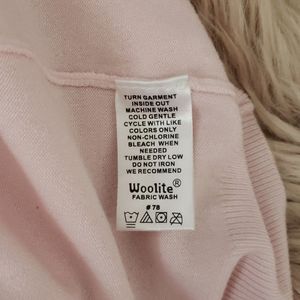 TURN GARMENT
INSIDE OUT
MACHINE WASH
COLD GENTLE
CYCLE WITH LIKE
COLORS ONLY
NON-CHLORINE
BLEACH WHEN
NEEDED
TUMBLE DRY LOW
DO NOT IRON
WE RECOMMEND
Woolite®
FABRIC WASH
# 78